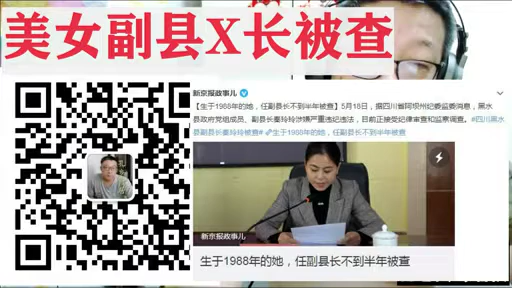 美女副县X长被查
新京报政事儿
【生于1988年的她，任副县长不到半年被查】5月18日，据四川省阿坝州纪委监委消息，黑水
县政府党组成员、副县长秦玲玲涉嫌严重违纪违法，目前正接受纪律审查和监察调查。#四川黑水
县副县长秦玲玲被查# 生于1988年的她，任副县长不到半年被查
新京报政事儿
生于1988年的她，任副县长不到半年被查